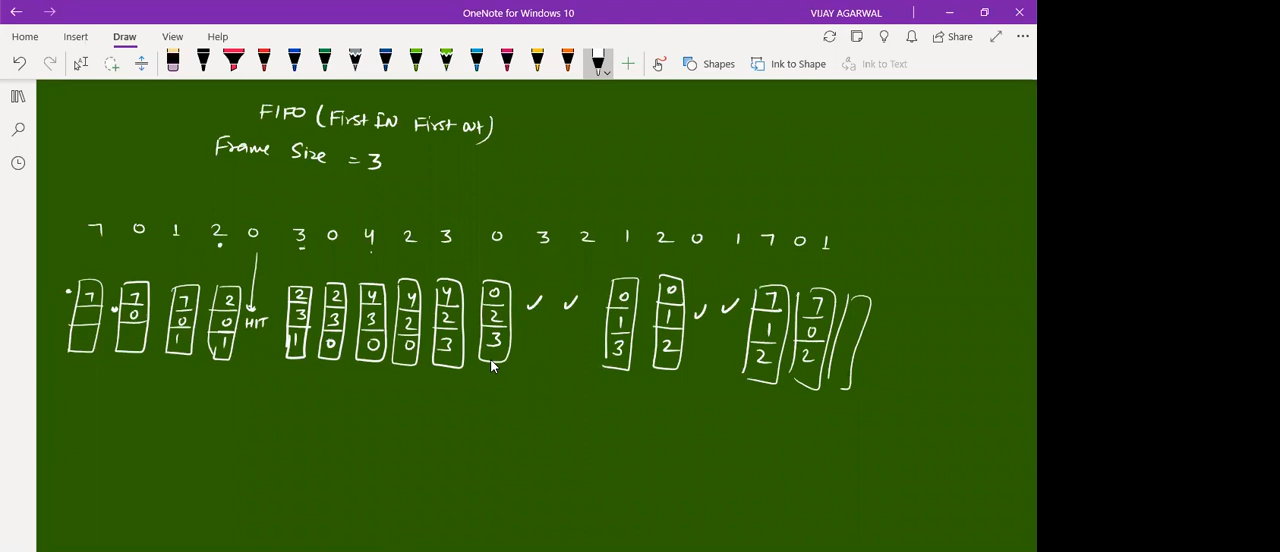 OneNote for Windows 10
VIJAY AGARWAL
Home Insert Draw View Help
Share
Shapes
Ink to Shape
Ink to Text
FIFO (First IN First out)
Frame Size = 3
7 0 1 2 0 3 0 4 2 3 0 3 2 1 2 0 1 7 0 1
7 7 7 2 2 2 4 4 4 0 0 0 7 7
0 0 0 HIT 3 3 3 2 2 2 ✓ ✓ 1 1 ✓ ✓ 1 0
1 1 1 0 0 0 3 3 3 2 2 2